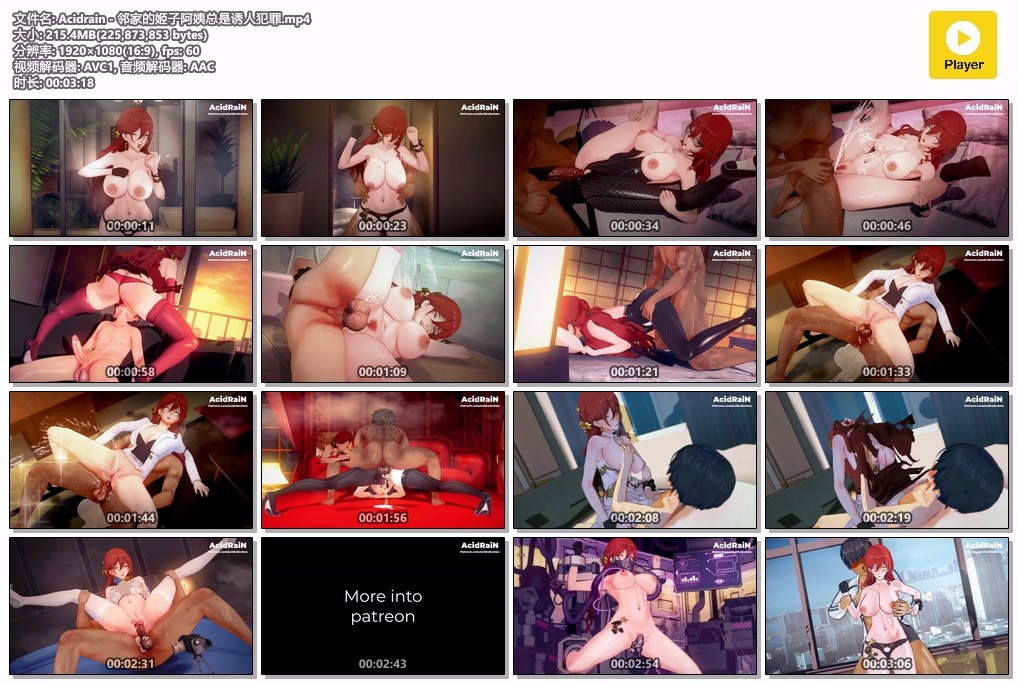 文件名: Acidrain - 邻家的姬子阿姨总是诱人犯罪.mp4
大小: 215.4MB(225,873,853 bytes)
分辨率: 1920×1080(16:9), fps: 60
视频解码器: AVC1, 音频解码器: AAC
时长: 00:03:18
Player
AcidRaiN
00:00:11
AcidRaiN
00:00:23
AcidRaiN
00:00:34
AcidRaiN
00:00:46
AcidRaiN
00:00:58
AcidRaiN
00:01:09
AcidRaiN
00:01:21
AcidRaiN
00:01:33
AcidRaiN
00:01:44
AcidRaiN
00:01:56
AcidRaiN
00:02:08
AcidRaiN
00:02:19
AcidRaiN
00:02:31
AcidRaiN
More into
patreon
00:02:43
AcidRaiN
00:02:54
AcidRaiN
00:03:06